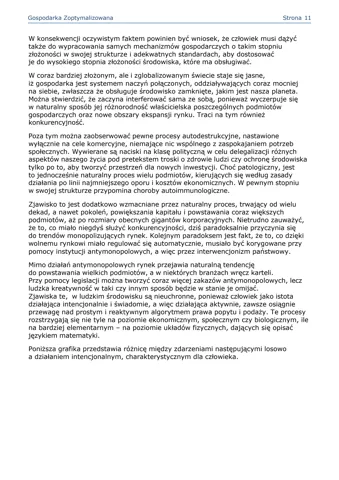 Gospodarka Zoptymalizowana Strona 11
W konsekwencji oczywistym faktem powinien być wniosek, że człowiek musi dążyć
także do wypracowania samych mechanizmów gospodarczych o takim stopniu
złożoności w swojej strukturze i adekwatnych standardach, aby dostosować
je do wysokiego stopnia złożoności środowiska, które ma obsługiwać.
W coraz bardziej złożonym, ale i zglobalizowanym świecie staje się jasne,
iż gospodarka jest systemem naczyń połączonych, oddziaływających coraz mocniej
na siebie, zwłaszcza że obsługuje środowisko zamknięte, jakim jest nasza planeta.
Można stwierdzić, że zaczyna interferować sama ze sobą, ponieważ wyczerpuje się
w naturalny sposób jej różnorodność właścicielska poszczególnych podmiotów
gospodarczych oraz nowe obszary ekspansji rynku. Traci na tym również
konkurencyjność.
Poza tym można zaobserwować pewne procesy autodestrukcyjne, nastawione
wyłącznie na cele komercyjne, niemające nic wspólnego z zaspokajaniem potrzeb
społecznych. Wywierane są naciski na klasę polityczną w celu delegalizacji różnych
aspektów naszego życia pod pretekstem troski o zdrowie ludzi czy ochronę środowiska
tylko po to, aby tworzyć przestrzeń dla nowych inwestycji. Choć patologiczny, jest
to jednocześnie naturalny proces wielu podmiotów, kierujących się według zasady
działania po linii najmniejszego oporu i kosztów ekonomicznych. W pewnym stopniu
w swojej strukturze przypomina choroby autoimmunologiczne.
Zjawisko to jest dodatkowo wzmacniane przez naturalny proces, trwający od wielu
dekad, a nawet pokoleń, powiększania kapitału i powstawania coraz większych
podmiotów, aż po rozmiary obecnych gigantów korporacyjnych. Nietrudno zauważyć,
że to, co miało niegdyś służyć konkurencyjności, dziś paradoksalnie przyczynia się
do trendów monopolizujących rynek. Kolejnym paradoksem jest fakt, że to, co dzięki
wolnemu rynkowi miało regulować się automatycznie, musiało być korygowane przy
pomocy instytucji antymonopolowych, a więc przez interwencjonizm państwowy.
Mimo działań antymonopolowych rynek przejawia naturalną tendencję
do powstawania wielkich podmiotów, a w niektórych branżach wręcz karteli.
Przy pomocy legislacji można tworzyć coraz więcej zakazów antymonopolowych, lecz
ludzka kreatywność w taki czy innym sposób będzie w stanie je omijać.
Zjawiska te, w ludzkim środowisku są nieuchronne, ponieważ człowiek jako istota
działająca intencjonalnie i świadomie, a więc działająca aktywnie, zawsze osiągnie
przewagę nad prostym i reaktywnym algorytmem prawa popytu i podaży. Te procesy
rozstrzygają się nie tyle na poziomie ekonomicznym, społecznym czy biologicznym, ile
na bardziej elementarnym – na poziomie układów fizycznych, dających się opisać
językiem matematyki.
Poniższa grafika przedstawia różnicę między zdarzeniami następującymi losowo
a działaniem intencjonalnym, charakterystycznym dla człowieka.